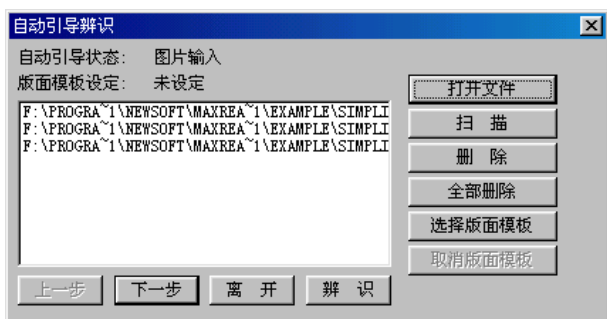 自动引导辨识
自动引导状态: 图片输入
版面模板设定: 未设定
F:\PROGRA~1\NEWSOFT\MAXREA~1\EXAMPLE\SIMPLI
F:\PROGRA~1\NEWSOFT\MAXREA~1\EXAMPLE\SIMPLI
F:\PROGRA~1\NEWSOFT\MAXREA~1\EXAMPLE\SIMPLI
打开文件
扫 描
删 除
全部删除
选择版面模板
取消版面模板
上一步 下一步 离 开 辨 识